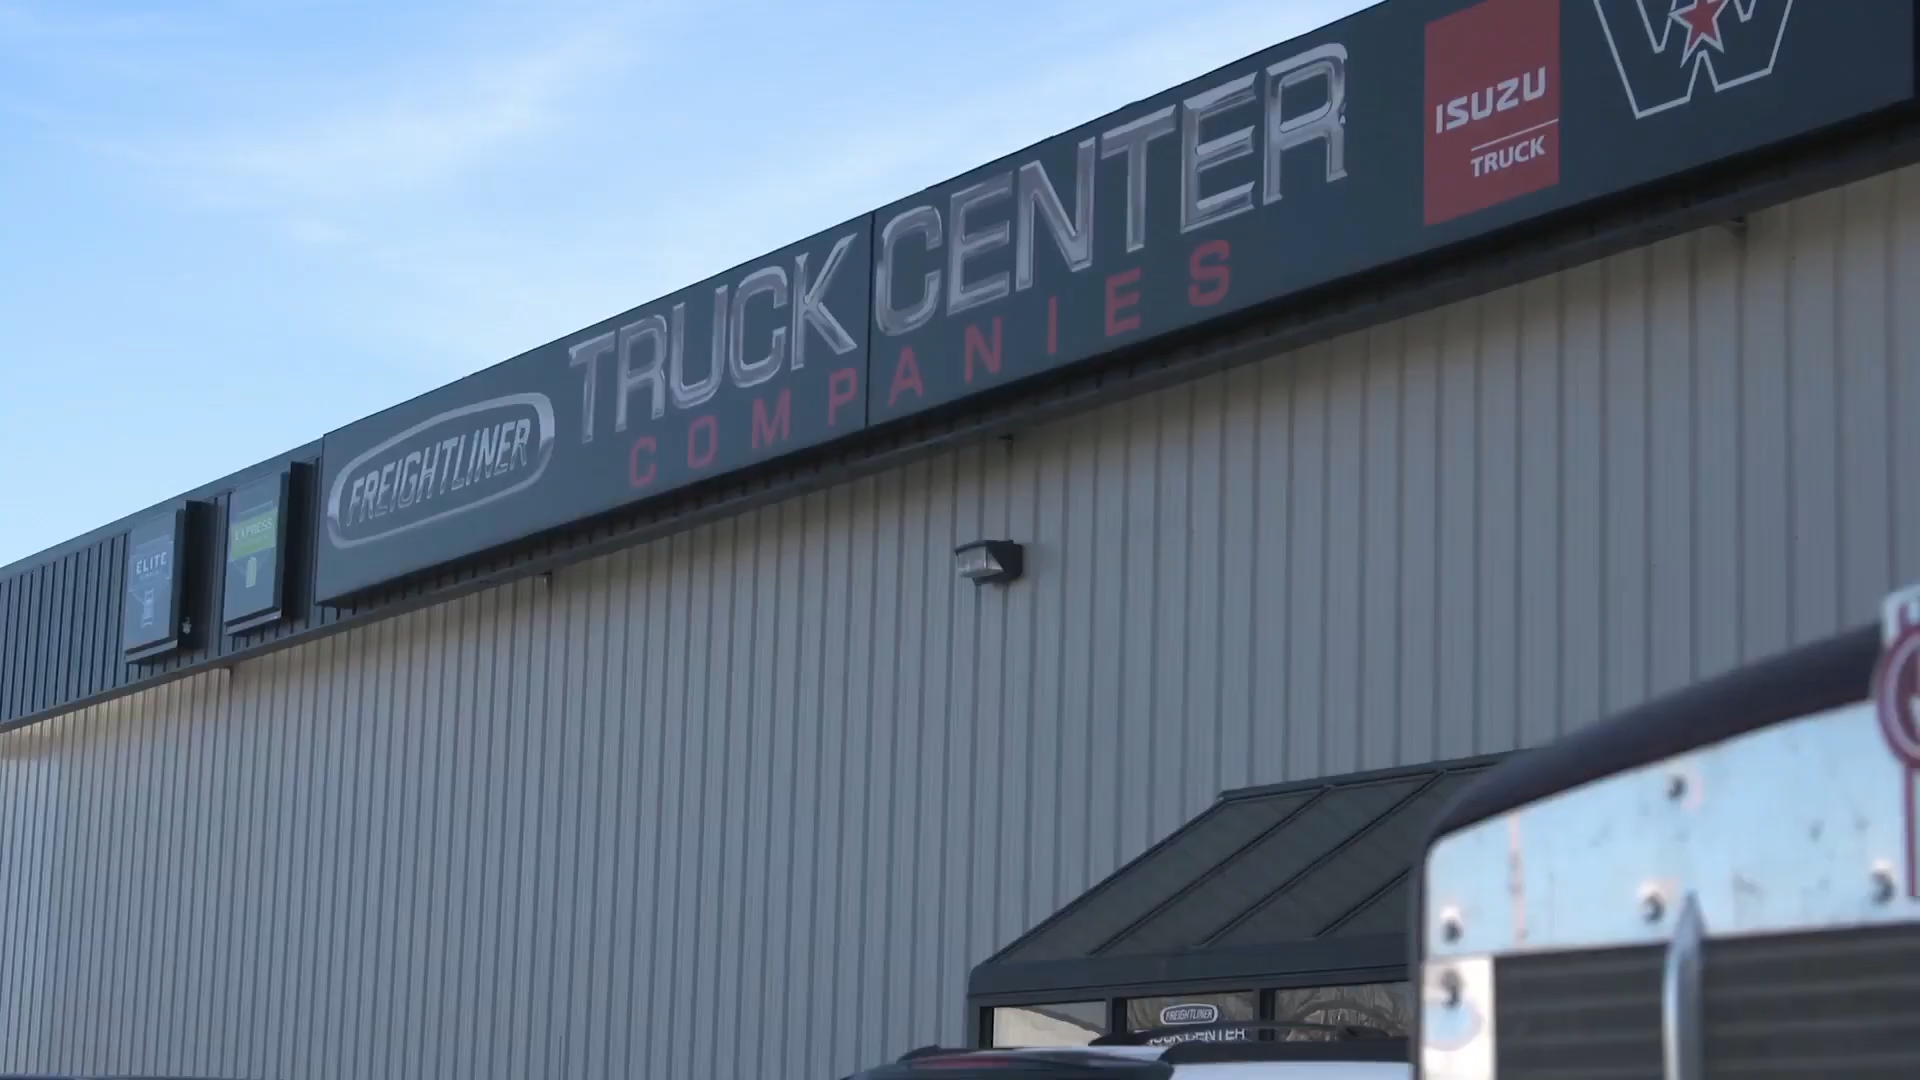 FREIGHTLINER
TRUCK CENTER
COMPANIES
ISUZU
TRUCK
ELITE
EXPRESS
FREIGHTLINER
TRUCK CENTER